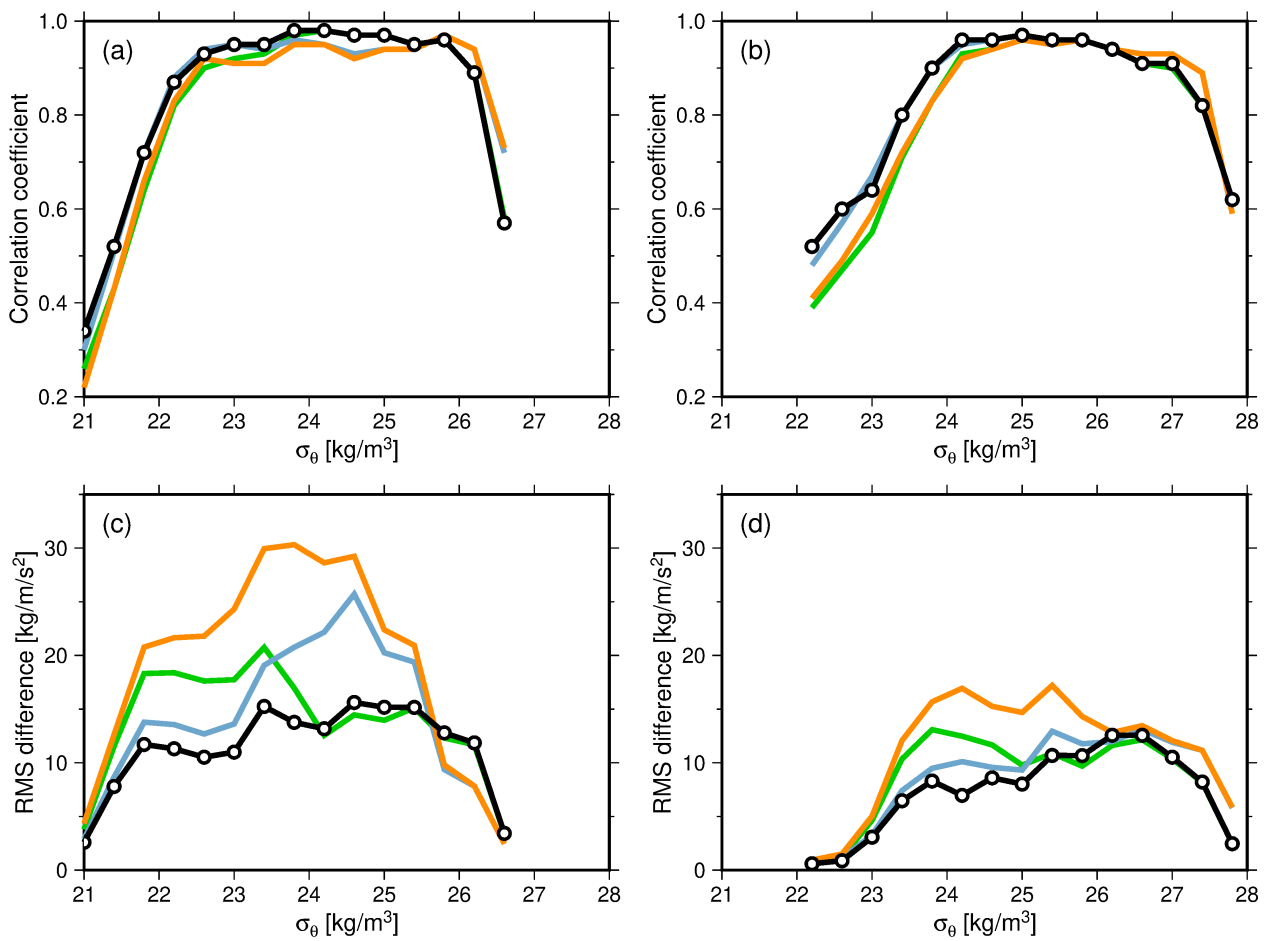 1.0
0.8
0.6
0.4
0.2
Correlation coefficient
(a)
21 22 23 24 25 26 27 28
σθ [kg/m³]
1.0
0.8
0.6
0.4
0.2
Correlation coefficient
(b)
21 22 23 24 25 26 27 28
σθ [kg/m³]
30
20
10
0
RMS difference [kg/m/s²]
(c)
21 22 23 24 25 26 27 28
σθ [kg/m³]
30
20
10
0
RMS difference [kg/m/s²]
(d)
21 22 23 24 25 26 27 28
σθ [kg/m³]